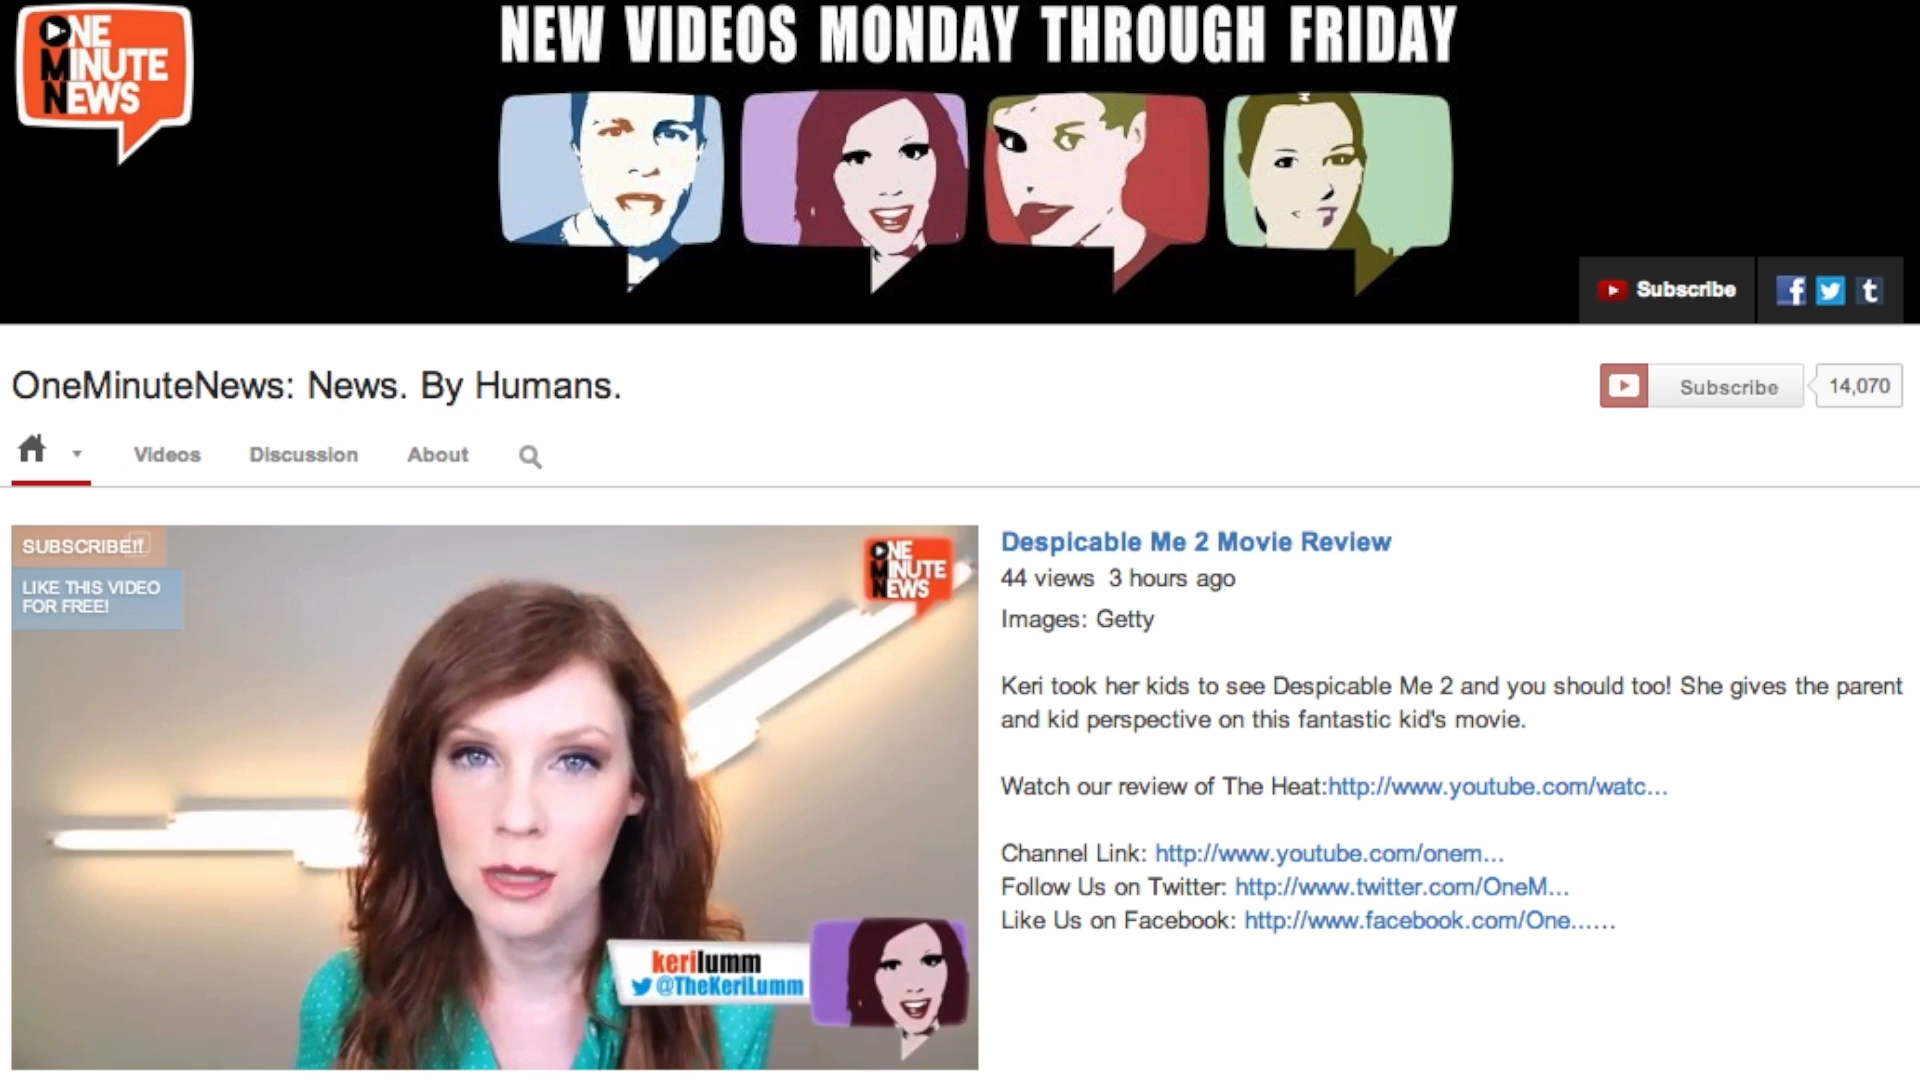 ONE
MINUTE
NEWS
NEW VIDEOS MONDAY THROUGH FRIDAY
Subscribe
OneMinuteNews: News. By Humans.
Subscribe
14,070
Videos
Discussion
About
SUBSCRIBE!!
LIKE THIS VIDEO
FOR FREE!
ONE
MINUTE
NEWS
kerilumm
@TheKeriLumm
Despicable Me 2 Movie Review
44 views 3 hours ago
Images: Getty
Keri took her kids to see Despicable Me 2 and you should too! She gives the parent
and kid perspective on this fantastic kid's movie.
Watch our review of The Heat:http://www.youtube.com/watc...
Channel Link: http://www.youtube.com/onem...
Follow Us on Twitter: http://www.twitter.com/OneM...
Like Us on Facebook: http://www.facebook.com/One......